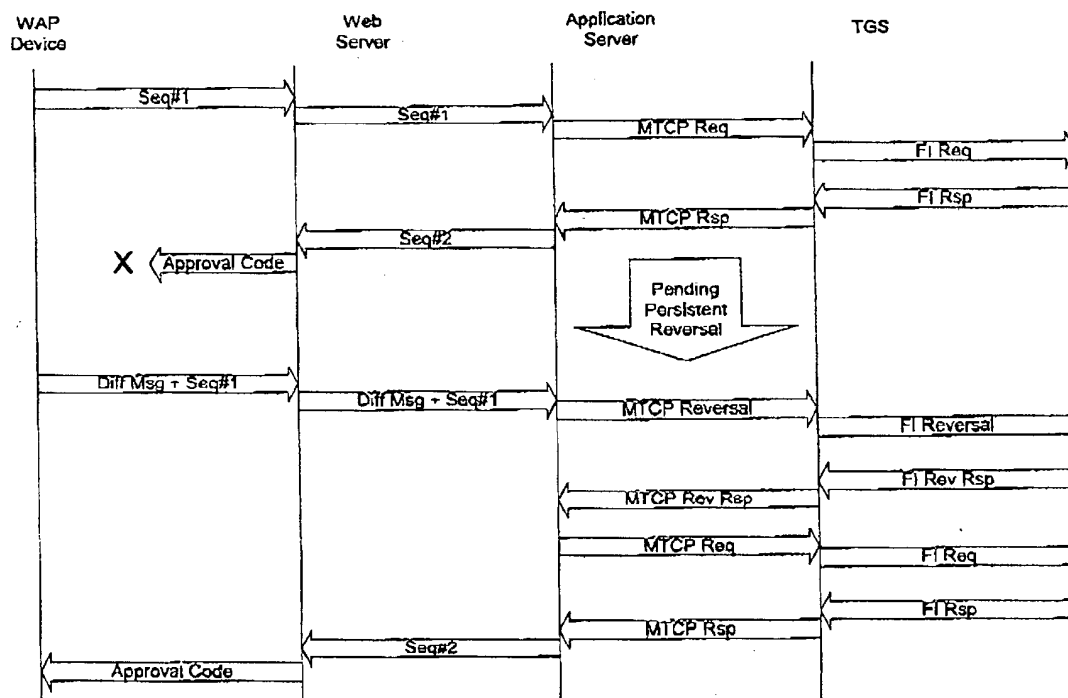 WAP
Device
Web
Server
Application
Server
TGS
Seq#1
Seq#1
MTCP Req
FI Req
FI Rsp
MTCP Rsp
Seq#2
X
Approval Code
Pending
Persistent
Reversal
Diff Msg + Seq#1
Diff Msg + Seq#1
MTCP Reversal
FI Reversal
FI Rev Rsp
MTCP Rev Rsp
MTCP Req
FI Req
FI Rsp
MTCP Rsp
Seq#2
Approval Code